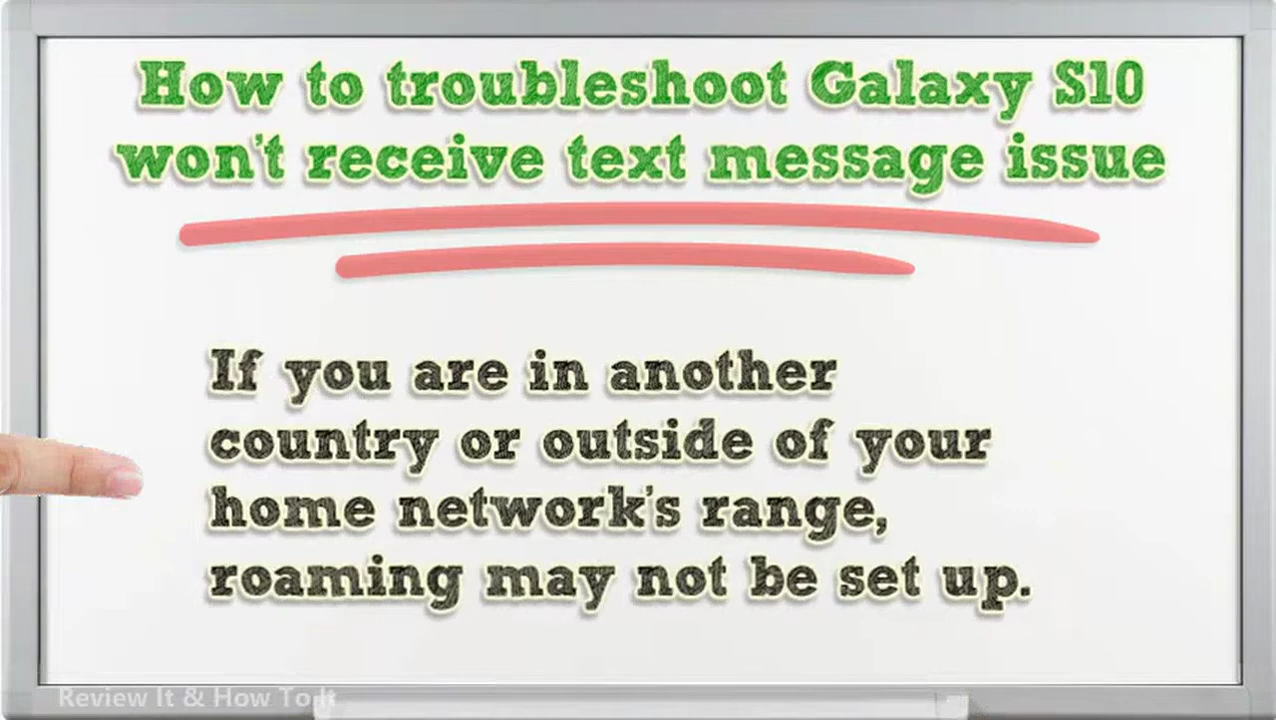 How to troubleshoot Galaxy S10
won't receive text message issue
If you are in another
country or outside of your
home network's range,
roaming may not be set up.
Review It & How To It